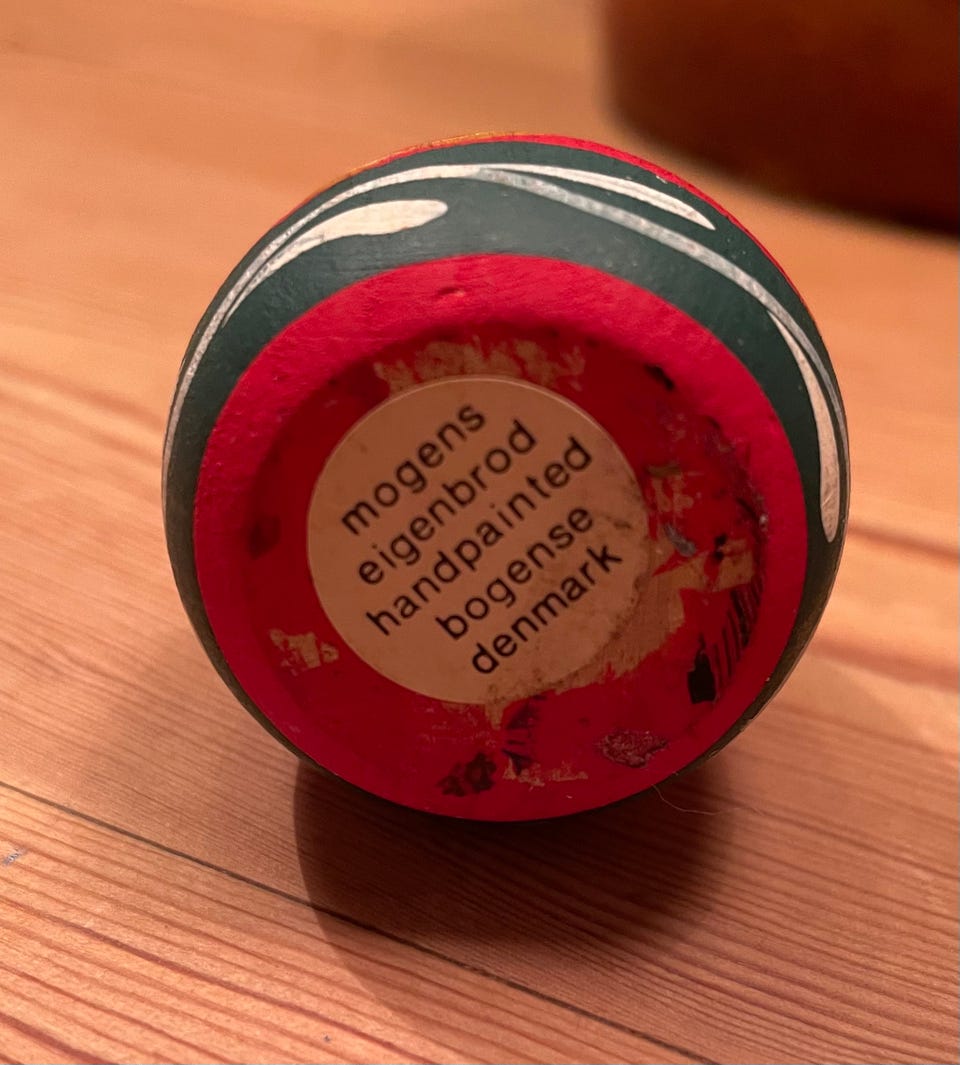 mogens
eigenbrod
handpainted
bogense
denmark